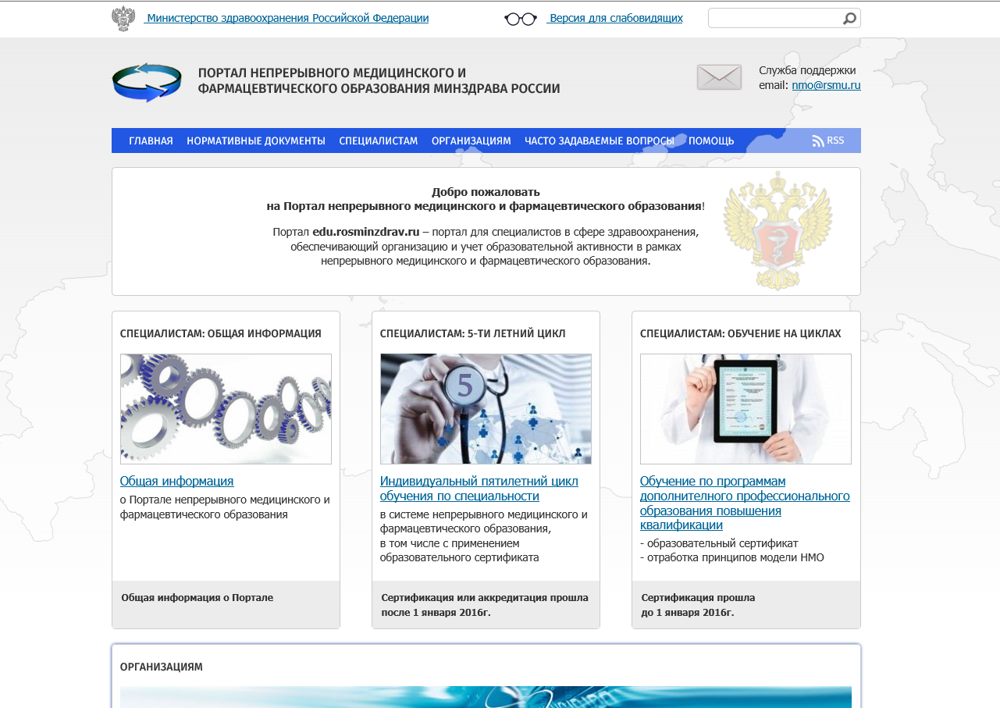 Министерство здравоохранения Российской Федерации
Версия для слабовидящих
ПОРТАЛ НЕПРЕРЫВНОГО МЕДИЦИНСКОГО И
ФАРМАЦЕВТИЧЕСКОГО ОБРАЗОВАНИЯ МИНЗДРАВА РОССИИ
Служба поддержки
email: nmo@rsmu.ru
ГЛАВНАЯ НОРМАТИВНЫЕ ДОКУМЕНТЫ СПЕЦИАЛИСТАМ ОРГАНИЗАЦИЯМ ЧАСТО ЗАДАВАЕМЫЕ ВОПРОСЫ ПОМОЩЬ RSS
Добро пожаловать
на Портал непрерывного медицинского и фармацевтического образования!
Портал edu.rosminzdrav.ru – портал для специалистов в сфере здравоохранения,
обеспечивающий организацию и учет образовательной активности в рамках
непрерывного медицинского и фармацевтического образования.
СПЕЦИАЛИСТАМ: ОБЩАЯ ИНФОРМАЦИЯ
Общая информация
о Портале непрерывного медицинского и
фармацевтического образования
Общая информация о Портале
СПЕЦИАЛИСТАМ: 5-ТИ ЛЕТНИЙ ЦИКЛ
5
Индивидуальный пятилетний цикл
обучения по специальности
в системе непрерывного медицинского и
фармацевтического образования,
в том числе с применением
образовательного сертификата
Сертификация или аккредитация прошла
после 1 января 2016г.
СПЕЦИАЛИСТАМ: ОБУЧЕНИЕ НА ЦИКЛАХ
Обучение по программам
дополнителного профессионального
образования повышения
квалификации
- образовательный сертификат
- отработка принципов модели НМО
Сертификация прошла
до 1 января 2016г.
ОРГАНИЗАЦИЯМ